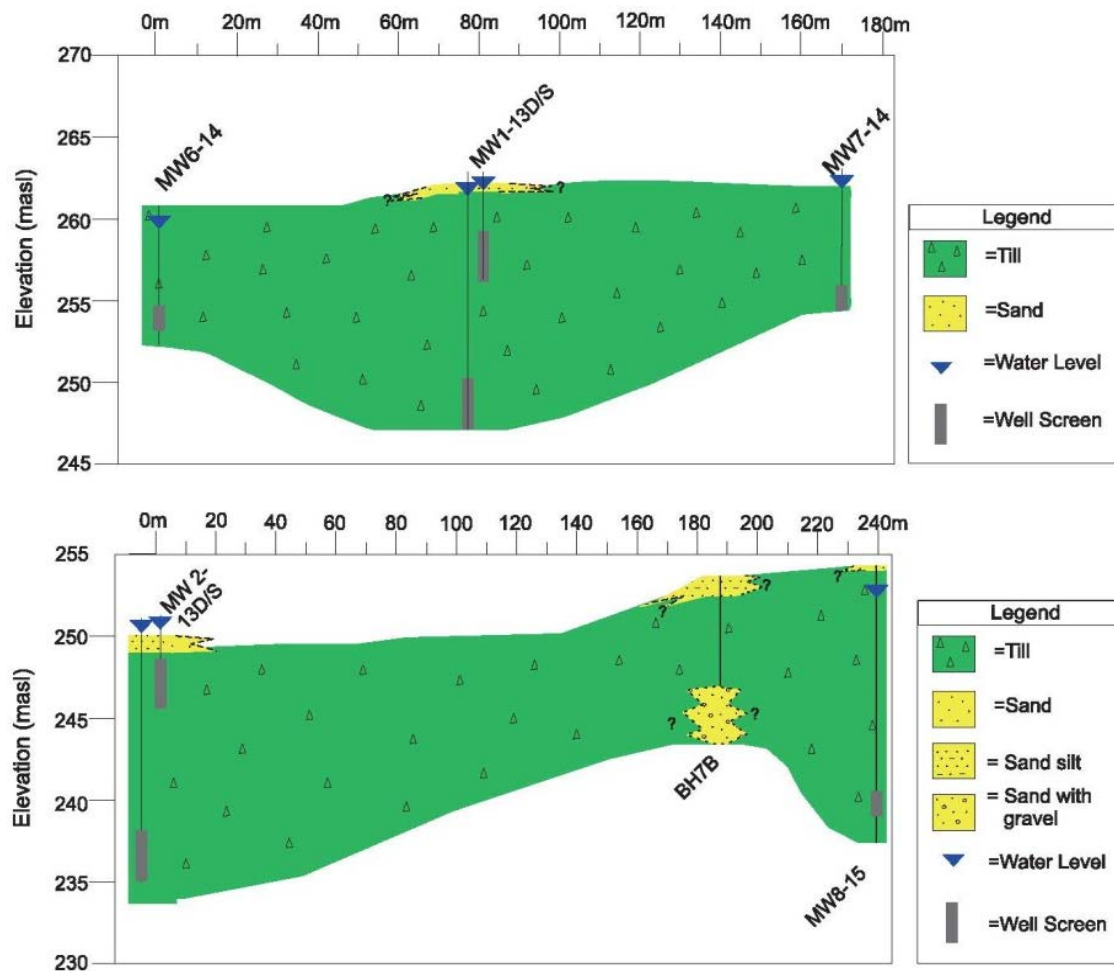 0m 20m 40m 60m 80m 100m 120m 140m 160m 180m
270
265
260
255
250
245
Elevation (masl)
MW6-14
MW1-13D/S
MW7-14
?
?
Legend
=Till
=Sand
=Water Level
=Well Screen
0m 20 40 60 80 100 120 140 160 180 200 220 240m
255
250
245
240
235
230
Elevation (masl)
MW 2-
13D/S
?
?
?
?
?
?
BH7B
MW8-15
Legend
=Till
=Sand
= Sand silt
= Sand with
gravel
=Water Level
=Well Screen